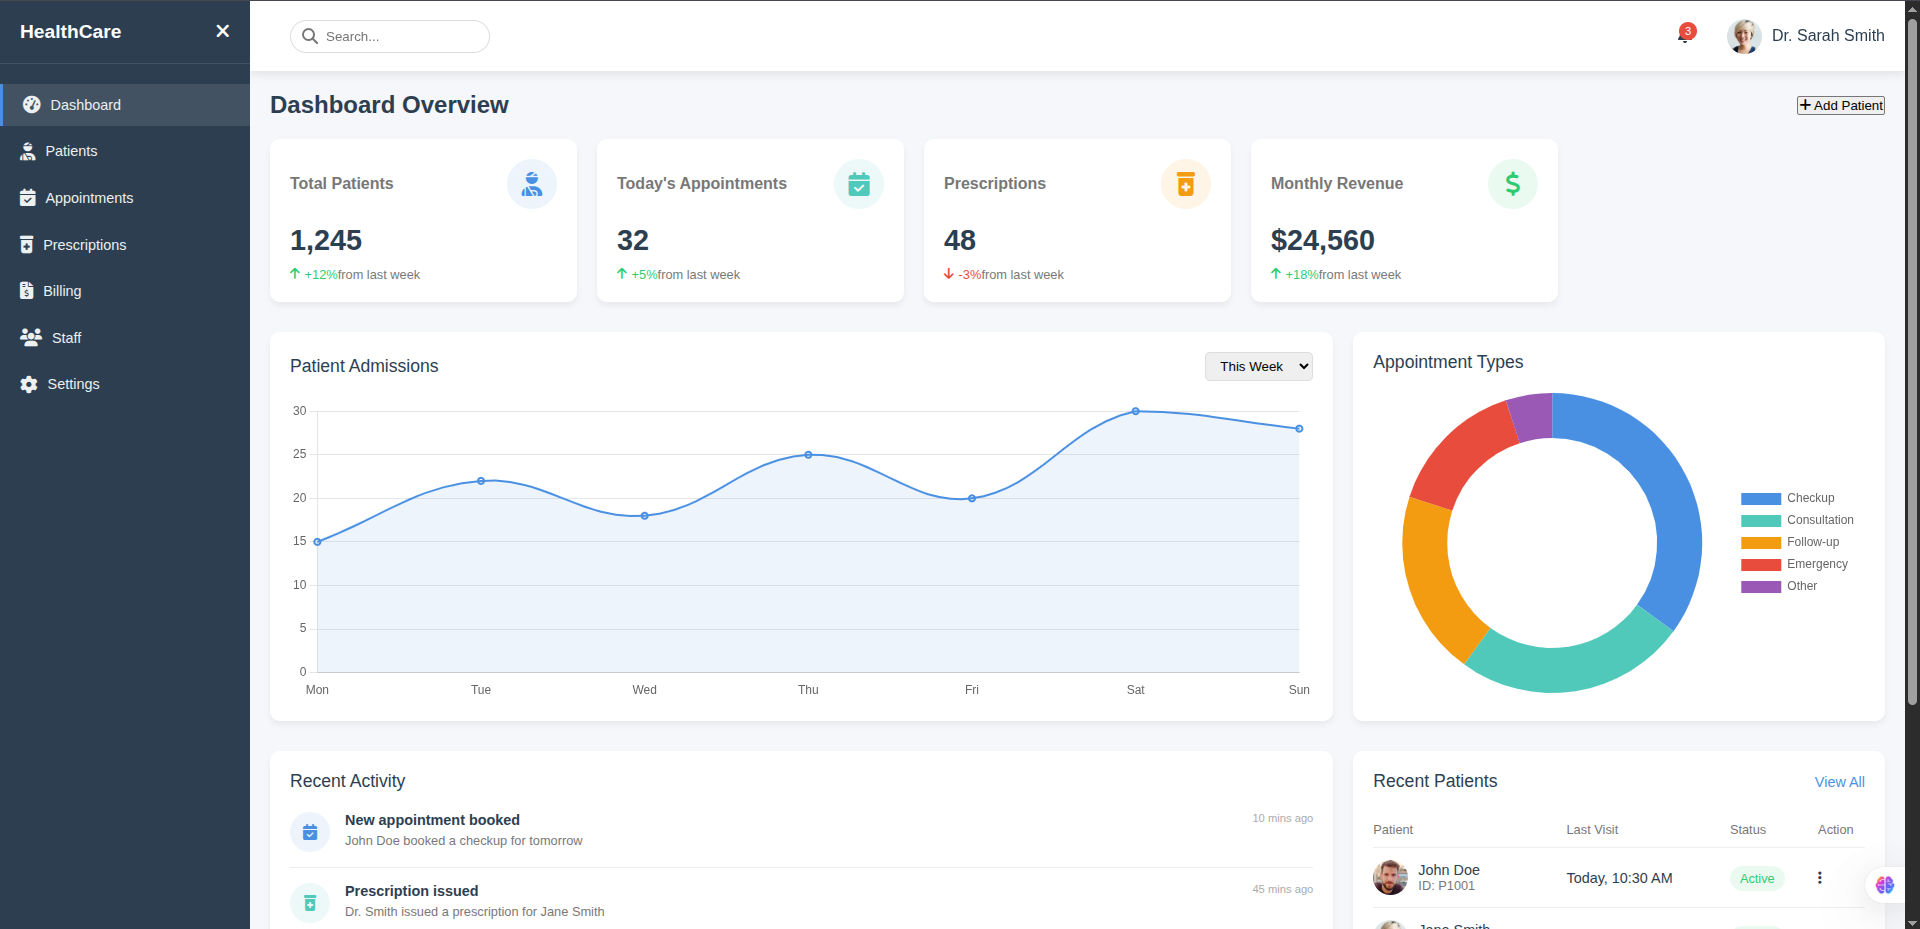 HealthCare
Search...
3
Dr. Sarah Smith
Dashboard
Patients
Appointments
Prescriptions
Billing
Staff
Settings
Dashboard Overview
Add Patient
Total Patients
1,245
+12%from last week
Today's Appointments
32
+5%from last week
Prescriptions
48
-3%from last week
Monthly Revenue
$24,560
+18%from last week
Patient Admissions
This Week
30
25
20
15
10
5
0
Mon Tue Wed Thu Fri Sat Sun
Appointment Types
Checkup
Consultation
Follow-up
Emergency
Other
Recent Activity
New appointment booked
10 mins ago
John Doe booked a checkup for tomorrow
Prescription issued
45 mins ago
Dr. Smith issued a prescription for Jane Smith
Recent Patients
View All
Patient Last Visit Status Action
John Doe
ID: P1001
Today, 10:30 AM
Active
Jane Smith